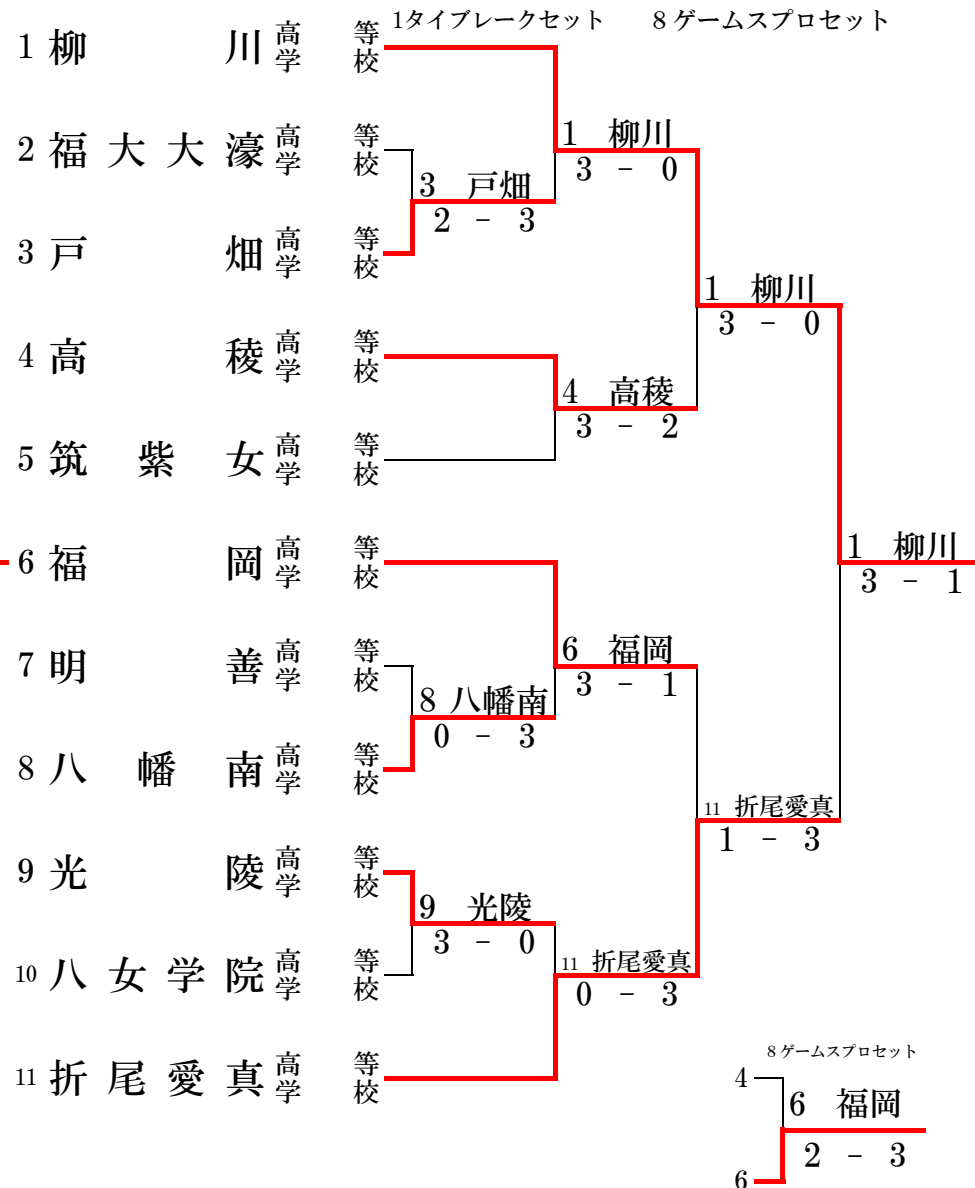 1タイブレークセット 8ゲームスプロセット
1 柳川 高等学校
1 柳川
2 福大大濠 高等学校
3 - 0
3 戸畑
2 - 3
3 戸畑 高等学校
1 柳川
3 - 0
4 高稜 高等学校
4 高稜
3 - 2
5 筑紫女 高等学校
1 柳川
6 福岡 高等学校
3 - 1
6 福岡
7 明善 高等学校
3 - 1
8 八幡南
0 - 3
8 八幡南 高等学校
11 折尾愛真
1 - 3
9 光陵 高等学校
9 光陵
3 - 0
11 折尾愛真
10 八女学院 高等学校
0 - 3
8ゲームスプロセット
11 折尾愛真 高等学校
4
6 福岡
2 - 3
6